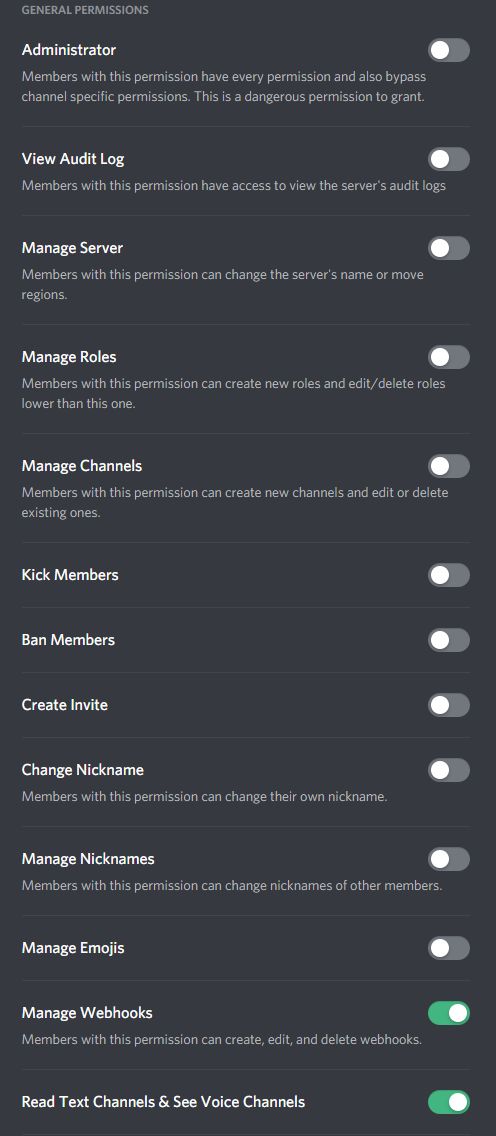 GENERAL PERMISSIONS
Administrator
Members with this permission have every permission and also bypass
channel specific permissions. This is a dangerous permission to grant.
View Audit Log
Members with this permission have access to view the server's audit logs
Manage Server
Members with this permission can change the server's name or move
regions.
Manage Roles
Members with this permission can create new roles and edit/delete roles
lower than this one.
Manage Channels
Members with this permission can create new channels and edit or delete
existing ones.
Kick Members
Ban Members
Create Invite
Change Nickname
Members with this permission can change their own nickname.
Manage Nicknames
Members with this permission can change nicknames of other members.
Manage Emojis
Manage Webhooks
Members with this permission can create, edit, and delete webhooks.
Read Text Channels & See Voice Channels